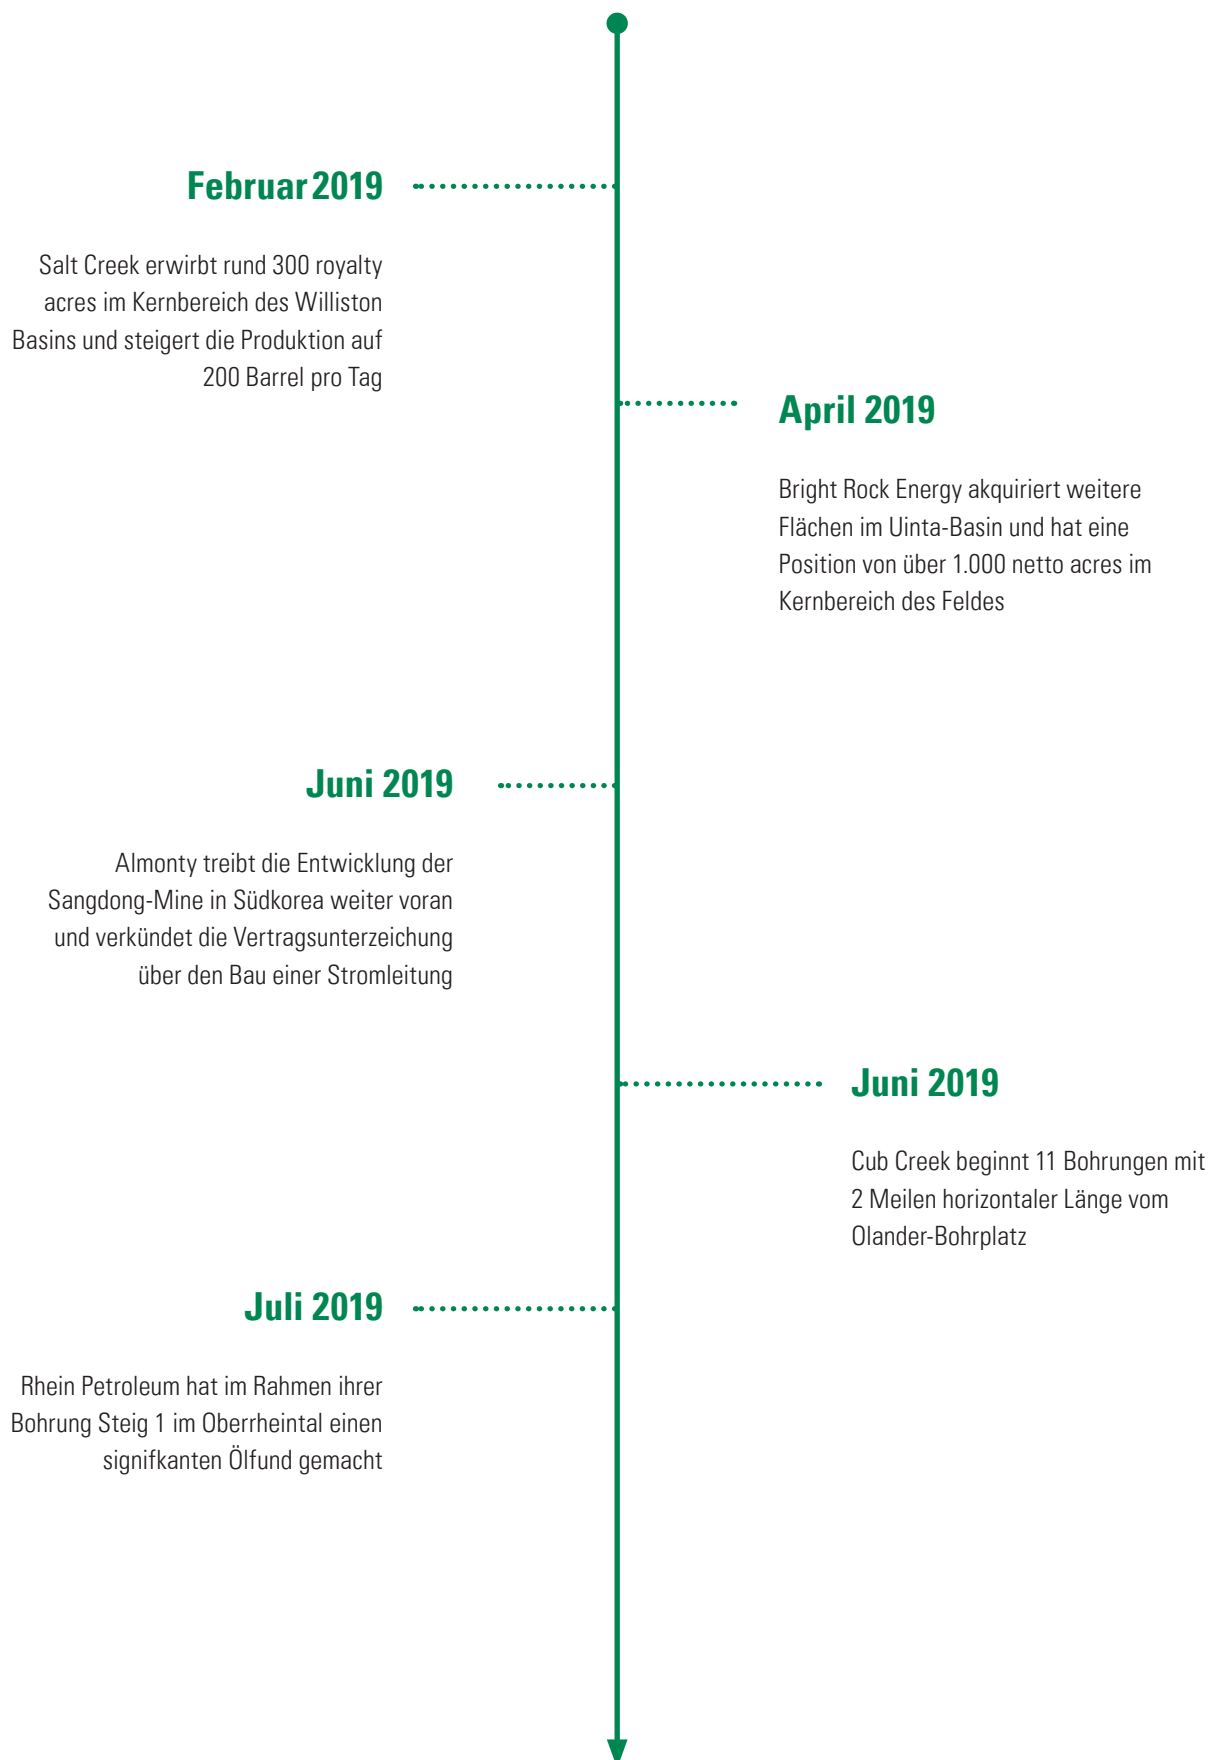 Februar 2019
Salt Creek erwirbt rund 300 royalty
acres im Kernbereich des Williston
Basins und steigert die Produktion auf
200 Barrel pro Tag
April 2019
Bright Rock Energy akquiriert weitere
Flächen im Uinta-Basin und hat eine
Position von über 1.000 netto acres im
Kernbereich des Feldes
Juni 2019
Almonty treibt die Entwicklung der
Sangdong-Mine in Südkorea weiter voran
und verkündet die Vertragsunterzeichung
über den Bau einer Stromleitung
Juni 2019
Cub Creek beginnt 11 Bohrungen mit
2 Meilen horizontaler Länge vom
Olander-Bohrplatz
Juli 2019
Rhein Petroleum hat im Rahmen ihrer
Bohrung Steig 1 im Oberrheintal einen
signifkanten Ölfund gemacht